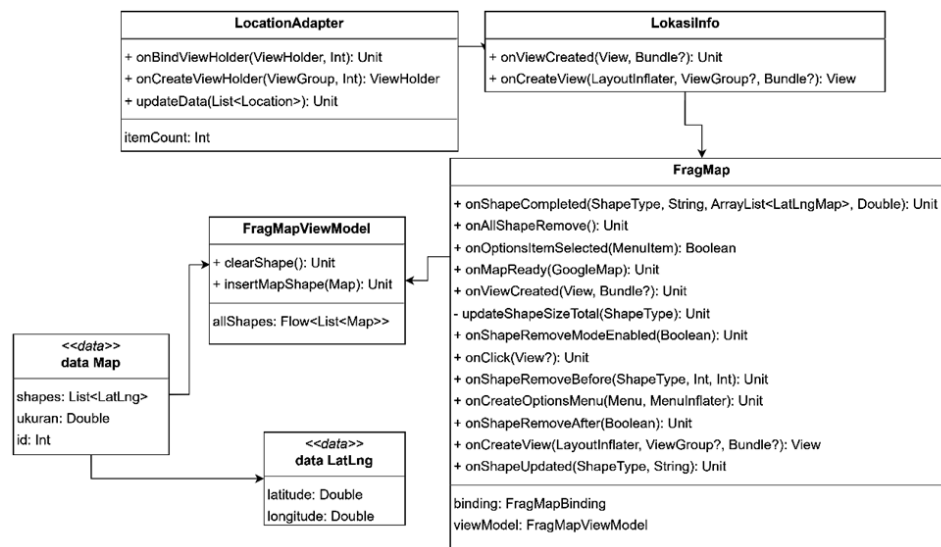 LocationAdapter
+ onBindViewHolder(ViewHolder, Int): Unit
+ onCreateViewHolder(ViewGroup, Int): ViewHolder
+ updateData(List<Location>): Unit
itemCount: Int
LokasiInfo
+ onViewCreated(View, Bundle?): Unit
+ onCreateView(LayoutInflater, ViewGroup?, Bundle?): View
FragMapViewModel
+ clearShape(): Unit
+ insertMapShape(Map): Unit
allShapes: Flow<List<Map>>
FragMap
+ onShapeCompleted(ShapeType, String, ArrayList<LatLngMap>, Double): Unit
+ onAllShapeRemove(): Unit
+ onOptionsItemSelected(MenuItem): Boolean
+ onMapReady(GoogleMap): Unit
+ onViewCreated(View, Bundle?): Unit
- updateShapeSizeTotal(ShapeType): Unit
+ onShapeRemoveModeEnabled(Boolean): Unit
+ onClick(View?): Unit
+ onShapeRemoveBefore(ShapeType, Int, Int): Unit
+ onCreateOptionsMenu(Menu, MenuInflater): Unit
+ onShapeRemoveAfter(Boolean): Unit
+ onCreateView(LayoutInflater, ViewGroup?, Bundle?): View
+ onShapeUpdated(ShapeType, String): Unit
binding: FragMapBinding
viewModel: FragMapViewModel
<<data>>
data Map
shapes: List<LatLng>
ukuran: Double
id: Int
<<data>>
data LatLng
latitude: Double
longitude: Double